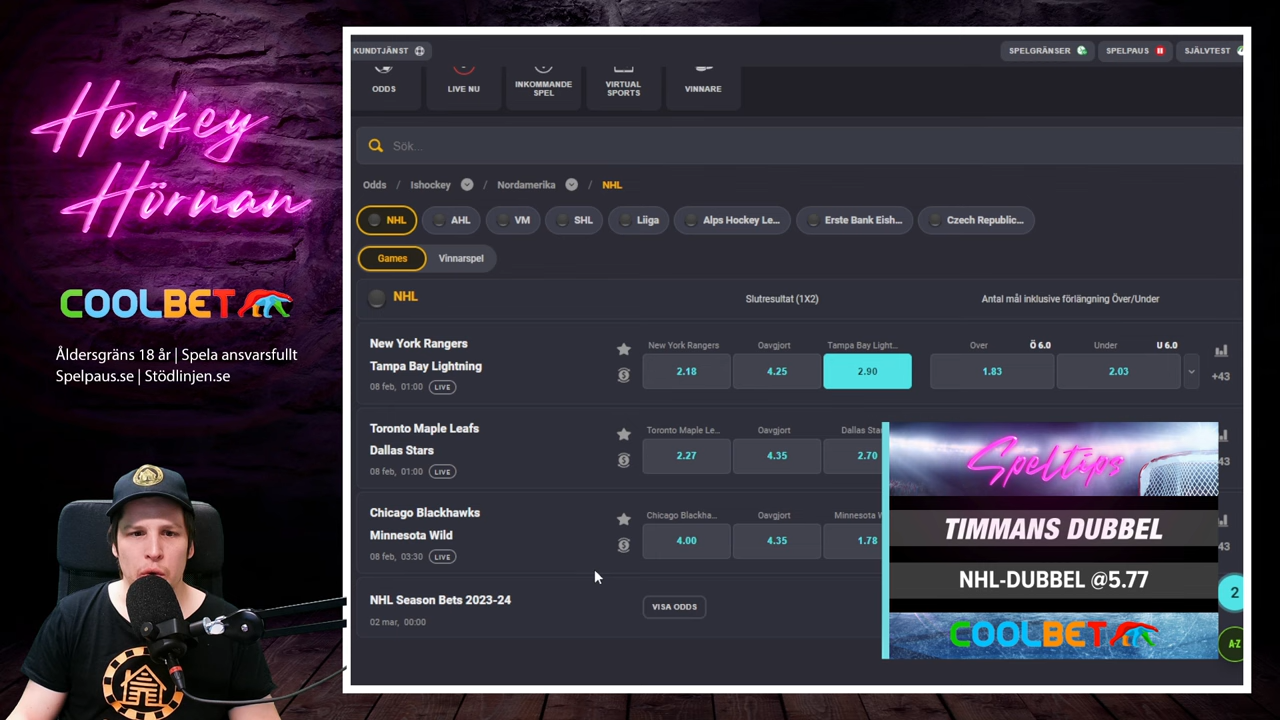 Hockey
Hörnan
COOLBET
Åldersgräns 18 år | Spela ansvarsfullt
Spelpaus.se | Stödlinjen.se
KUNDTJÄNST
SPELGRÄNSER
SPELPAUS
SJÄLVTEST
ODDS
LIVE NU
INKOMMANDE
SPEL
VIRTUAL
SPORTS
VINNARE
Sök...
Odds / Ishockey / Nordamerika / NHL
NHL AHL VM SHL Liiga Alps Hockey Le... Erste Bank Eish... Czech Republic...
Games Vinnarspel
NHL Slutresultat (1X2) Antal mål inklusive förlängning Över/Under
New York Rangers
Tampa Bay Lightning
08 feb, 01:00 LIVE
New York Rangers Oavgjort Tampa Bay Light... Over Ö 6.0 Under U 6.0
2.18 4.25 2.90 1.83 2.03 +43
Toronto Maple Leafs
Dallas Stars
08 feb, 01:00 LIVE
Toronto Maple Le... Oavgjort Dallas Sta
2.27 4.35 2.70 43
Chicago Blackhawks
Minnesota Wild
08 feb, 03:30 LIVE
Chicago Blackha... Oavgjort Minnesota W
4.00 4.35 1.78 43
NHL Season Bets 2023-24
02 mar, 00:00
VISA ODDS
2
A-Z
Speltips
TIMMANS DUBBEL
NHL-DUBBEL @5.77
COOLBET